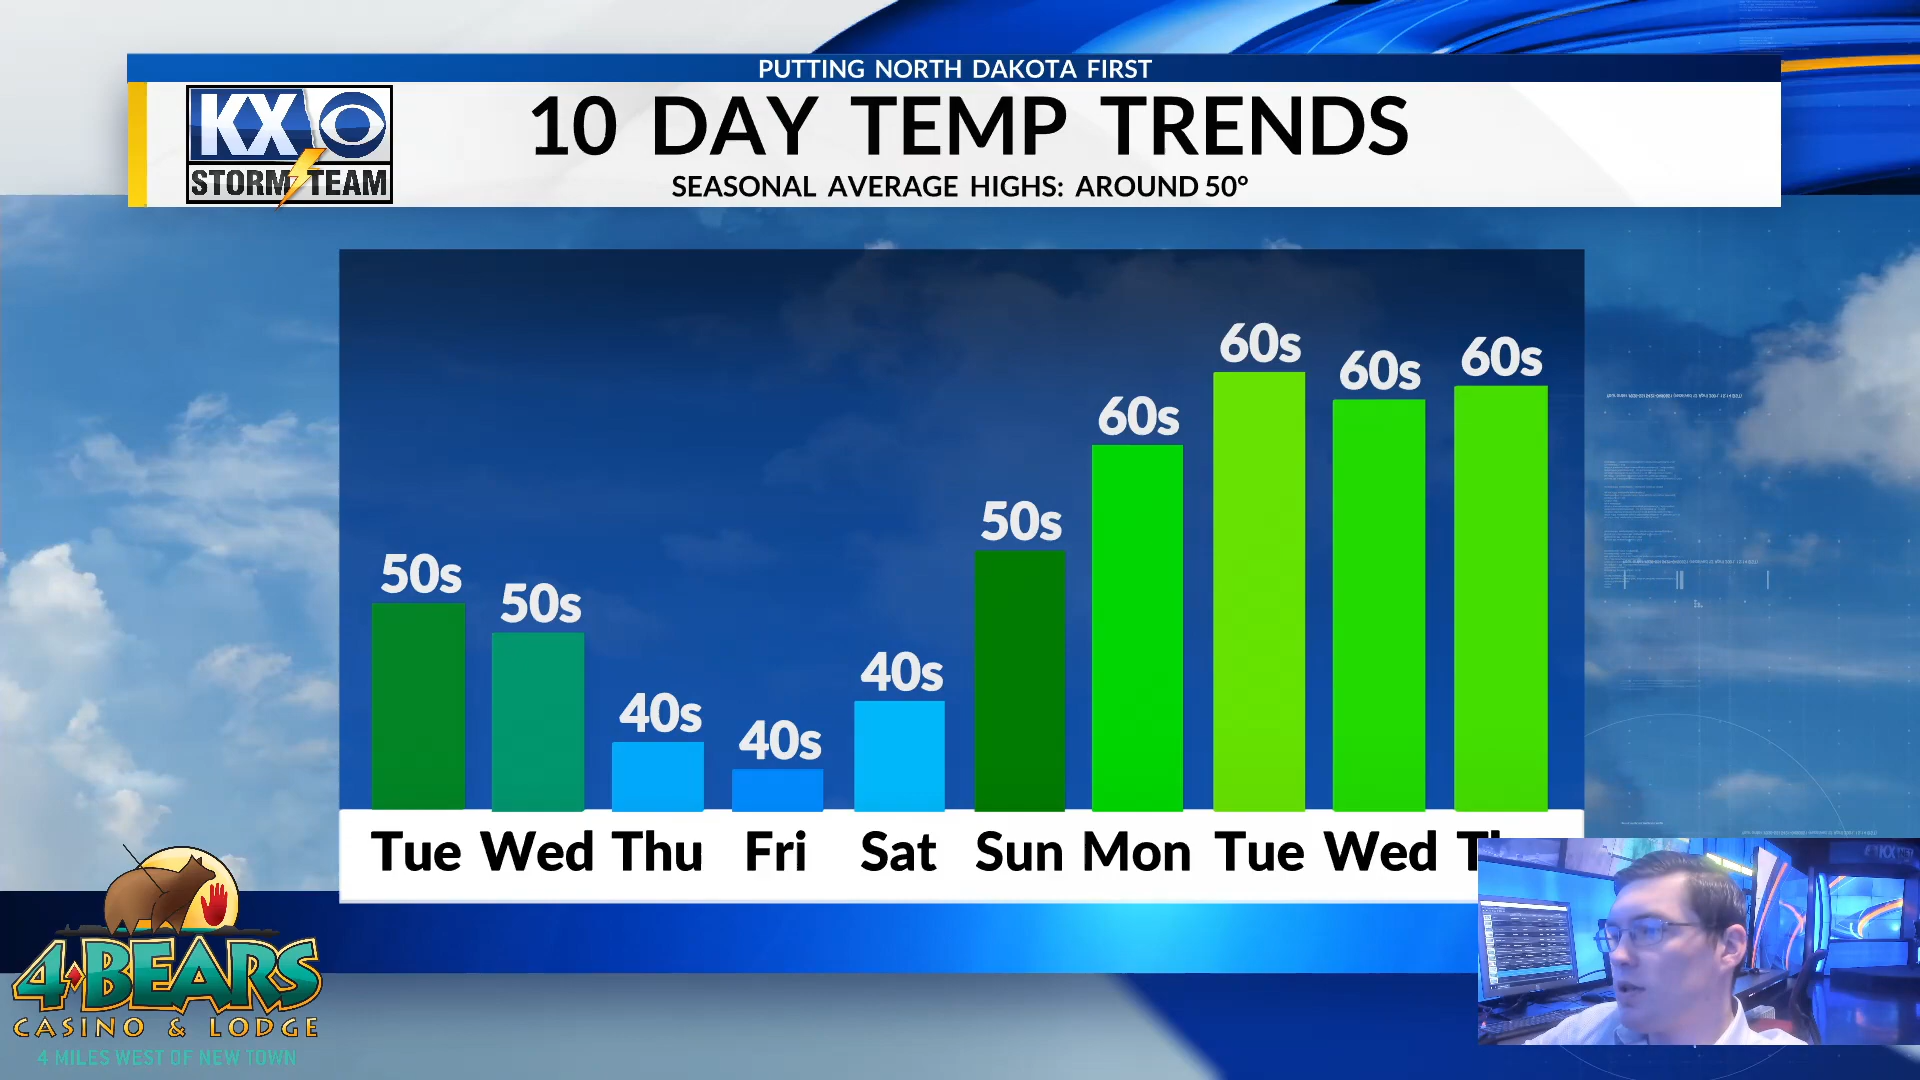 PUTTING NORTH DAKOTA FIRST
KX
STORM TEAM
10 DAY TEMP TRENDS
SEASONAL AVERAGE HIGHS: AROUND 50°
50s
50s
40s
40s
40s
50s
60s
60s
60s
60s
Tue Wed Thu Fri Sat Sun Mon Tue Wed
4 BEARS
CASINO & LODGE
4 MILES WEST OF NEW TOWN